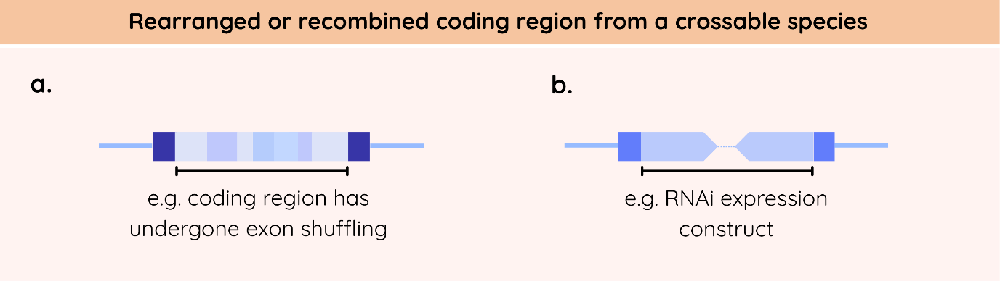 Rearranged or recombined coding region from a crossable species
a.
e.g. coding region has
undergone exon shuffling
b.
e.g. RNAi expression
construct